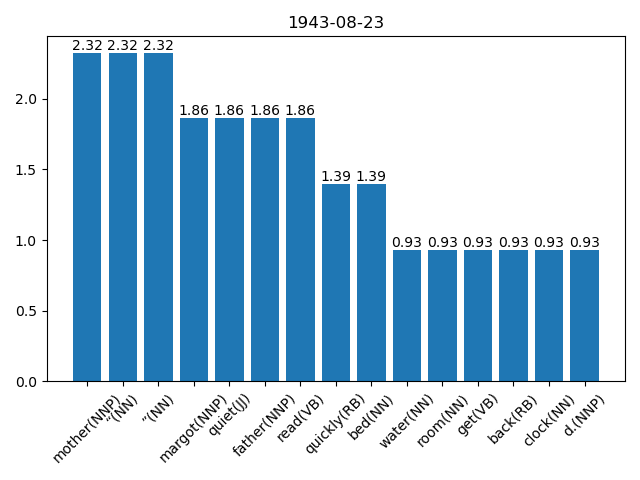 1943-08-23
2.32 2.32 2.32
1.86 1.86 1.86 1.86
1.39 1.39
0.93 0.93 0.93 0.93 0.93 0.93
2.0
1.5
1.0
0.5
0.0
mother(NNP)
“(NN)
”(NN)
margot(NNP)
quiet(JJ)
father(NNP)
read(VB)
quickly(RB)
bed(NN)
water(NN)
room(NN)
get(VB)
back(RB)
clock(NN)
d.(NNP)